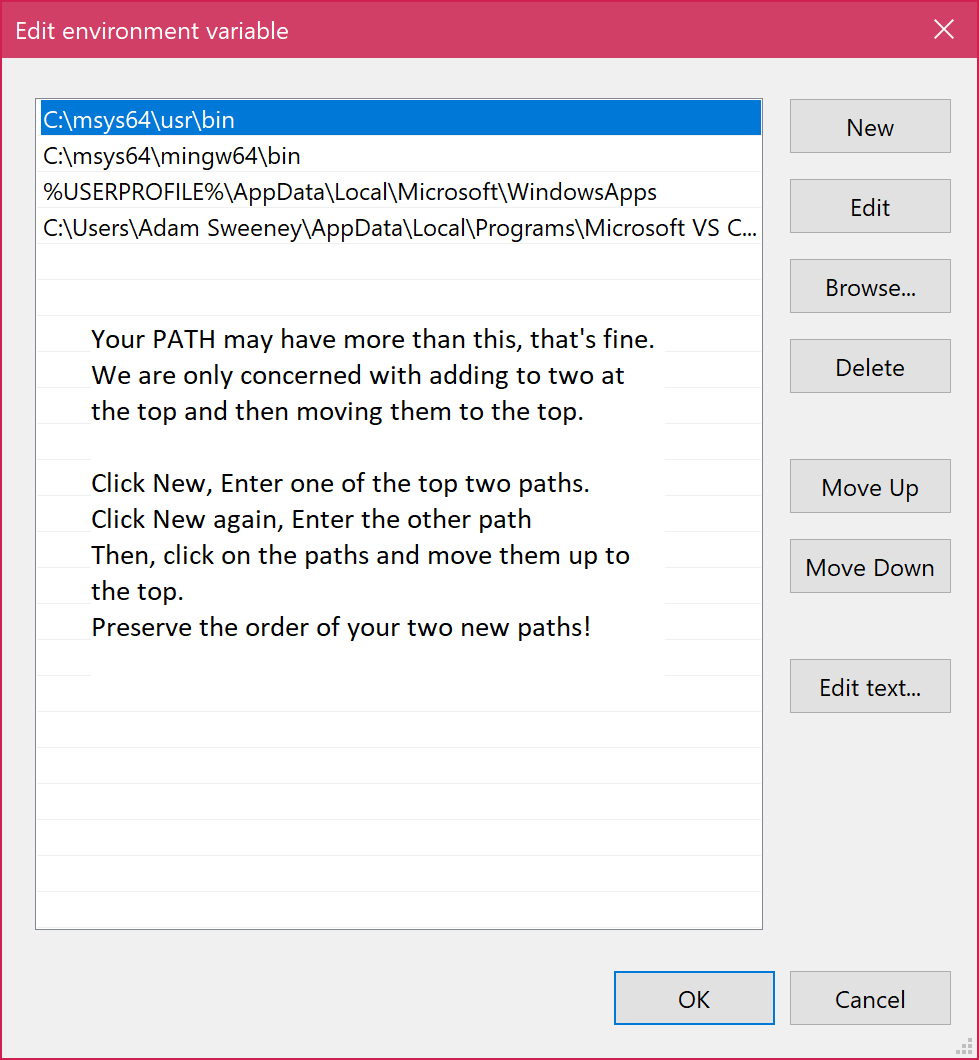 Edit environment variable
C:\msys64\usr\bin
New
C:\msys64\mingw64\bin
%USERPROFILE%\AppData\Local\Microsoft\WindowsApps
Edit
C:\Users\Adam Sweeney\AppData\Local\Programs\Microsoft VS C...
Browse...
Your PATH may have more than this, that's fine.
We are only concerned with adding to two at
Delete
the top and then moving them to the top.
Click New, Enter one of the top two paths.
Move Up
Click New again, Enter the other path
Then, click on the paths and move them up to
Move Down
the top.
Preserve the order of your two new paths!
Edit text...
OK
Cancel